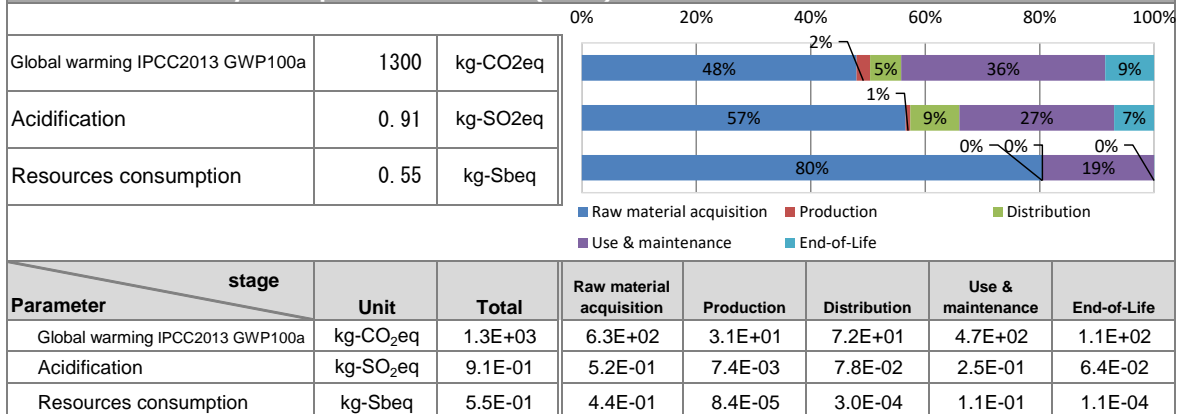 0% 20% 40% 60% 80% 100%
Global warming IPCC2013 GWP100a 1300 kg-CO2eq
2%
48% 5% 36% 9%
Acidification 0.91 kg-SO2eq
1%
57% 9% 27% 7%
Resources consumption 0.55 kg-Sbeq
0% 0% 0%
80% 19%
Raw material acquisition Production Distribution
Use & maintenance End-of-Life
stage
Parameter Unit Total Raw material acquisition Production Distribution Use & maintenance End-of-Life
Global warming IPCC2013 GWP100a kg-CO₂eq 1.3E+03 6.3E+02 3.1E+01 7.2E+01 4.7E+02 1.1E+02
Acidification kg-SO₂eq 9.1E-01 5.2E-01 7.4E-03 7.8E-02 2.5E-01 6.4E-02
Resources consumption kg-Sbeq 5.5E-01 4.4E-01 8.4E-05 3.0E-04 1.1E-01 1.1E-04